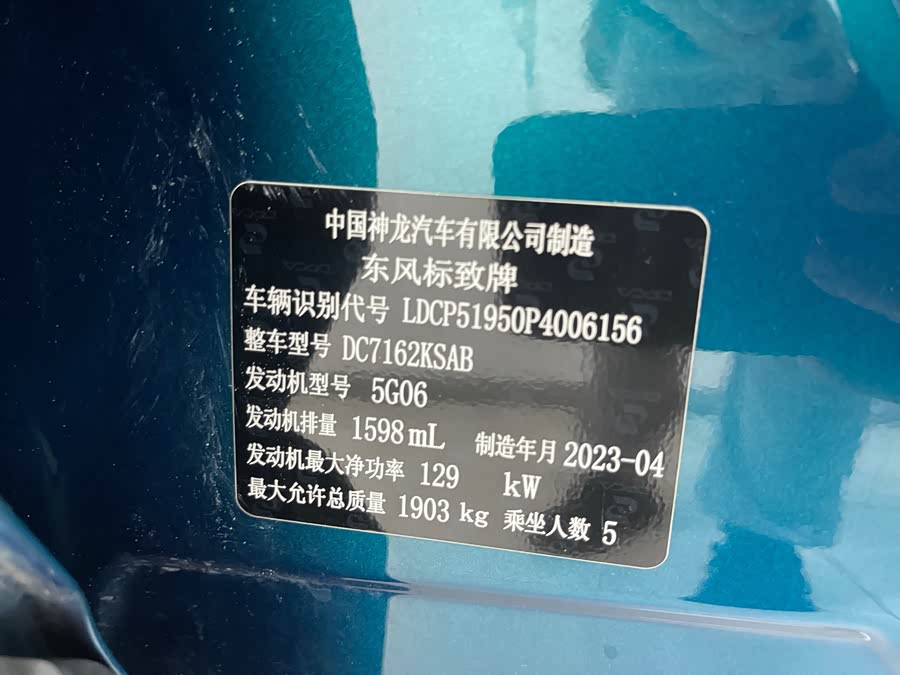 中国神龙汽车有限公司制造
东风标致牌
车辆识别代号 LDCP51950P4006156
整车型号 DC7162KSAB
发动机型号 5G06
发动机排量 1598 mL 制造年月 2023-04
发动机最大净功率 129 kW
最大允许总质量 1903 kg 乘坐人数 5